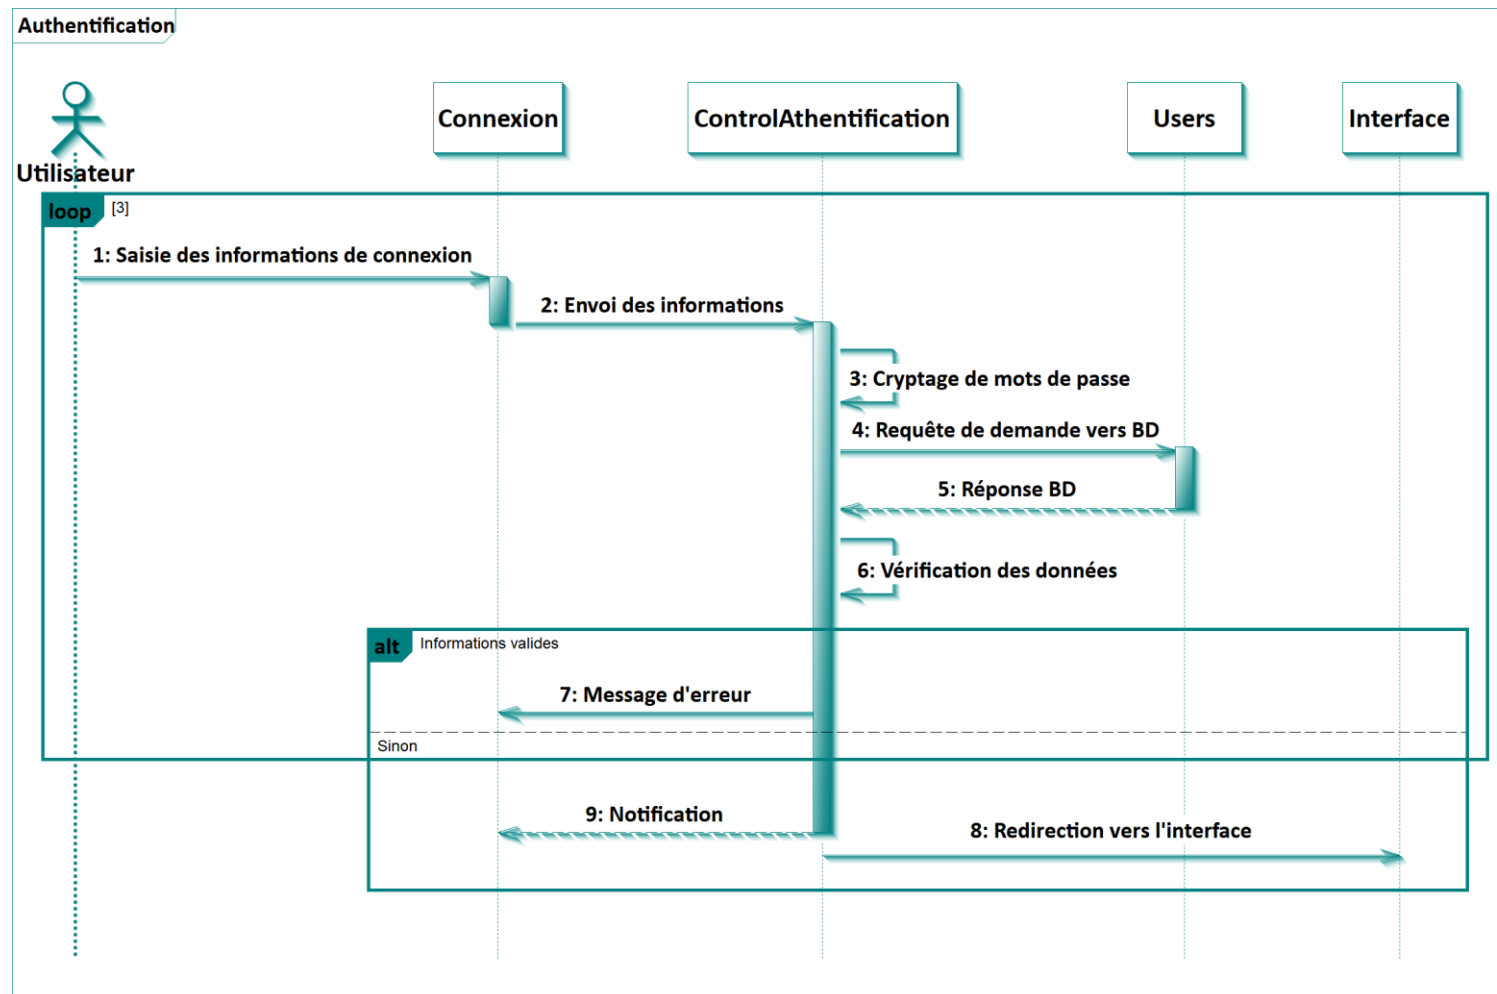 Authentification
Utilisateur
Connexion
ControlAthentification
Users
Interface
loop [3]
1: Saisie des informations de connexion
2: Envoi des informations
3: Cryptage de mots de passe
4: Requête de demande vers BD
5: Réponse BD
6: Vérification des données
alt Informations valides
7: Message d'erreur
Sinon
9: Notification
8: Redirection vers l'interface